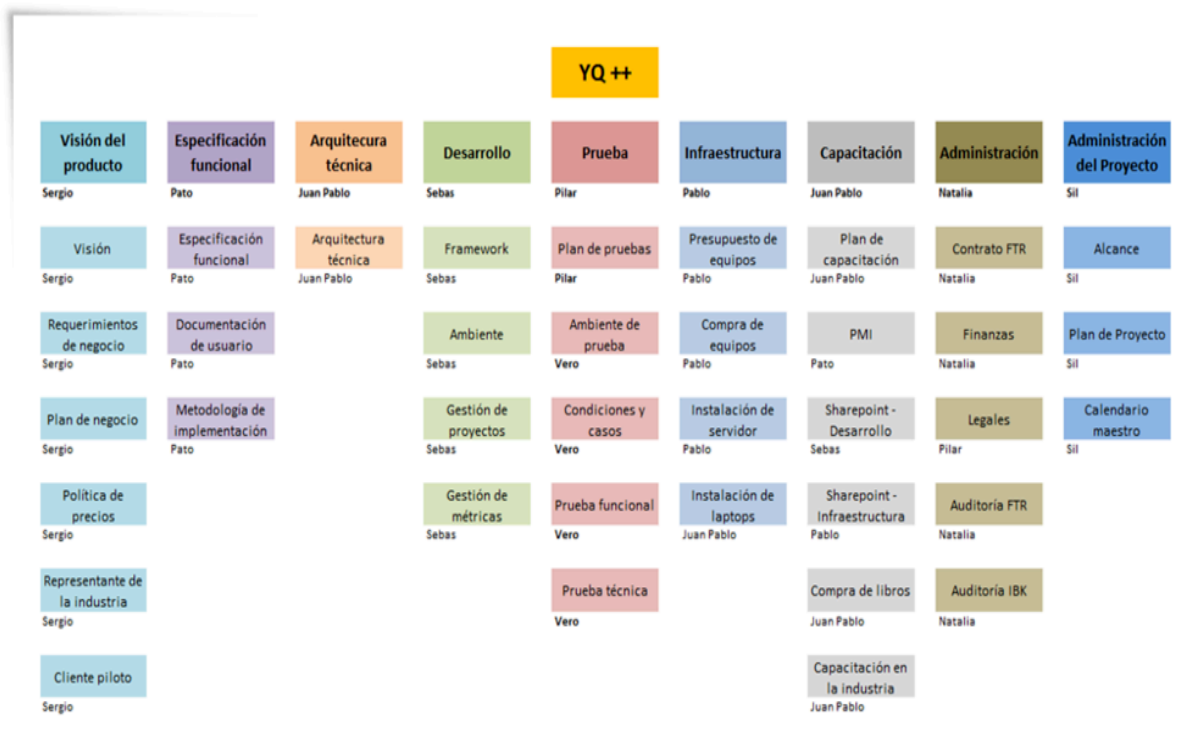 YQ ++
Visión del
producto
Sergio
Especificación
funcional
Pato
Arquitecura
técnica
Juan Pablo
Desarrollo
Sebas
Prueba
Pilar
Infraestructura
Pablo
Capacitación
Juan Pablo
Administración
Natalia
Administración
del Proyecto
Sil
Visión
Sergio
Especificación
funcional
Pato
Arquitectura
técnica
Juan Pablo
Framework
Sebas
Plan de pruebas
Pilar
Presupuesto de
equipos
Pablo
Plan de
capacitación
Juan Pablo
Contrato FTR
Natalia
Alcance
Sil
Requerimientos
de negocio
Sergio
Documentación
de usuario
Pato
Ambiente
Sebas
Ambiente de
prueba
Vero
Compra de
equipos
Pablo
PMI
Pato
Finanzas
Natalia
Plan de Proyecto
Sil
Plan de negocio
Sergio
Metodología de
implementación
Pato
Gestión de
proyectos
Sebas
Condiciones y
casos
Vero
Instalación de
servidor
Pablo
Sharepoint -
Desarrollo
Sebas
Legales
Pilar
Calendario
maestro
Sil
Política de
precios
Sergio
Gestión de
métricas
Sebas
Prueba funcional
Vero
Instalación de
laptops
Juan Pablo
Sharepoint -
Infraestructura
Pablo
Auditoría FTR
Natalia
Representante de
la industria
Sergio
Prueba técnica
Vero
Compra de libros
Juan Pablo
Auditoría IBK
Natalia
Cliente piloto
Sergio
Capacitación en
la industria
Juan Pablo